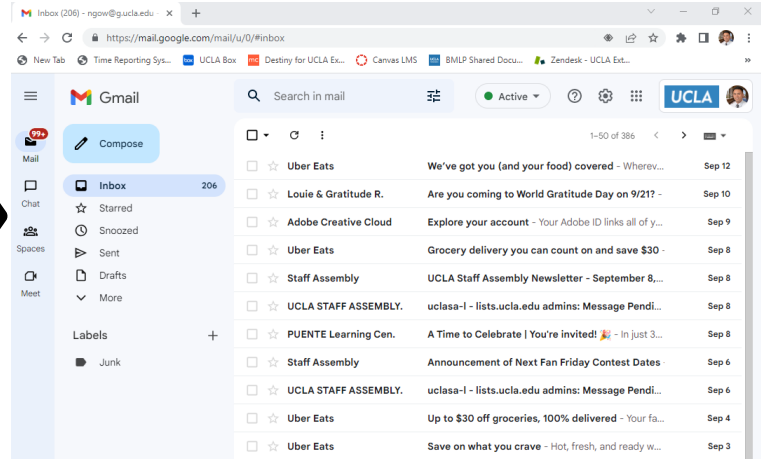 Inbox (206) - ngow@g.ucla.edu
https://mail.google.com/mail/u/0/#inbox
New Tab Time Reporting Sys... box UCLA Box Destiny for UCLA Ex... Canvas LMS BMLP Shared Docu... Zendesk - UCLA Ext...
Gmail Search in mail Active UCLA
99+ Mail
Compose
1–50 of 386
Chat
Spaces
Meet
Inbox 206
Starred
Snoozed
Sent
Drafts
More
Labels +
Junk
Uber Eats We've got you (and your food) covered - Wherev... Sep 12
Louie & Gratitude R. Are you coming to World Gratitude Day on 9/21? - Sep 10
Adobe Creative Cloud Explore your account - Your Adobe ID links all of y... Sep 9
Uber Eats Grocery delivery you can count on and save $30 - Sep 8
Staff Assembly UCLA Staff Assembly Newsletter - September 8,... Sep 8
UCLA STAFF ASSEMBLY. uclasa-l - lists.ucla.edu admins: Message Pendi... Sep 8
PUENTE Learning Cen. A Time to Celebrate | You're invited! 🎉 - In just 3... Sep 8
Staff Assembly Announcement of Next Fan Friday Contest Dates - Sep 6
UCLA STAFF ASSEMBLY. uclasa-l - lists.ucla.edu admins: Message Pendi... Sep 6
Uber Eats Up to $30 off groceries, 100% delivered - Your fa... Sep 4
Uber Eats Save on what you crave - Hot, fresh, and ready w... Sep 3